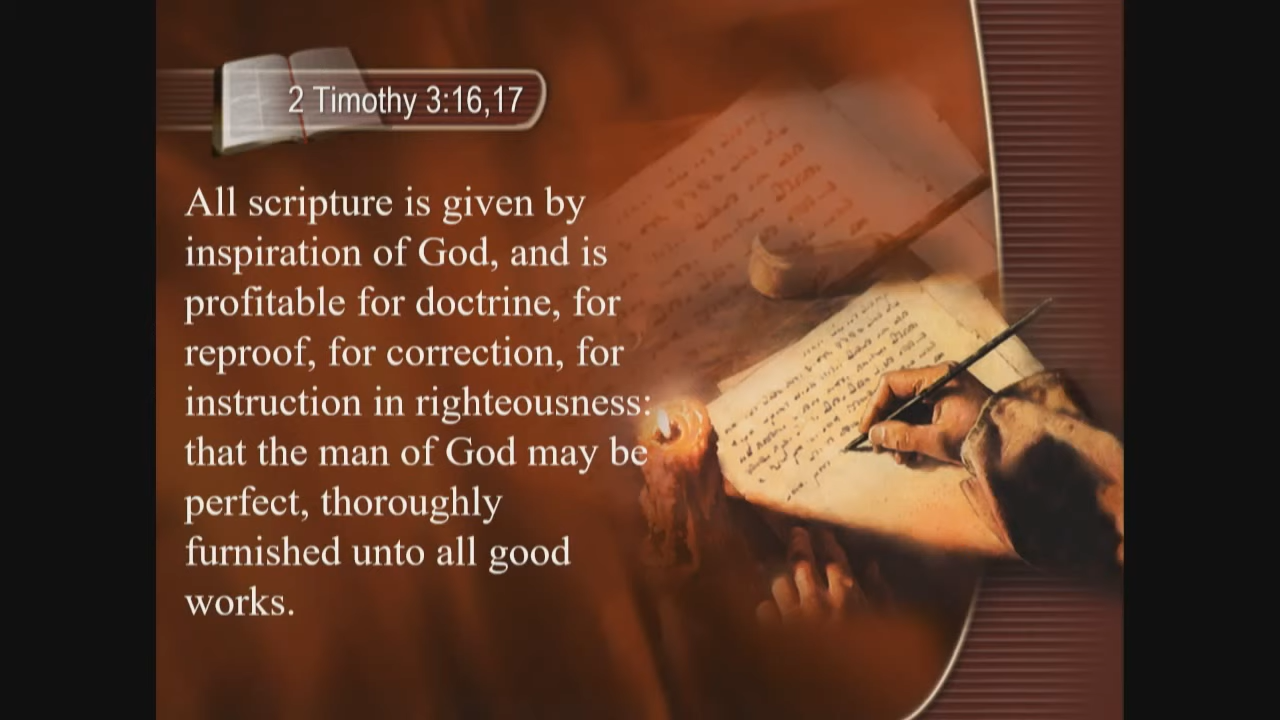 2 Timothy 3:16,17
All scripture is given by
inspiration of God, and is
profitable for doctrine, for
reproof, for correction, for
instruction in righteousness:
that the man of God may be
perfect, thoroughly
furnished unto all good
works.